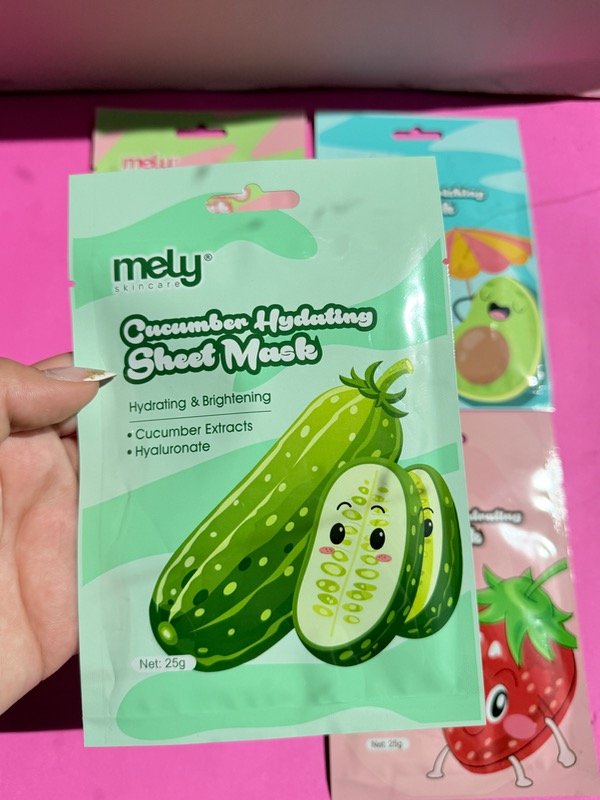 mely®
skincare
Cucumber Hydating
Sheet Mask
Hydrating & Brightening
• Cucumber Extracts
• Hyaluronate
Net: 25g
mely
Net: 25g